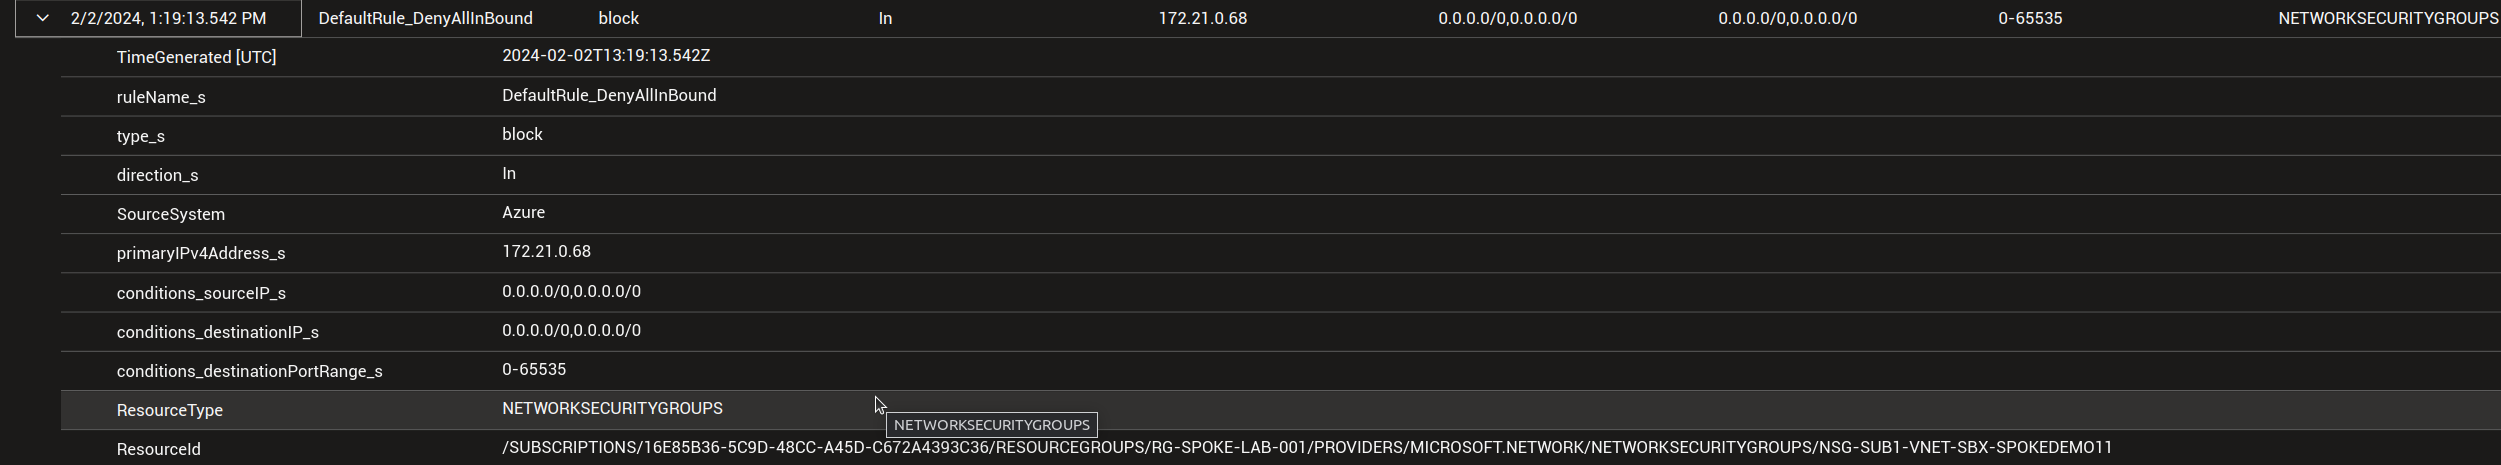 2/2/2024, 1:19:13.542 PM DefaultRule_DenyAllInBound block In 172.21.0.68 0.0.0.0/0,0.0.0.0/0 0.0.0.0/0,0.0.0.0/0 0-65535 NETWORKSECURITYGROUPS
TimeGenerated [UTC] 2024-02-02T13:19:13.542Z
ruleName_s DefaultRule_DenyAllInBound
type_s block
direction_s In
SourceSystem Azure
primaryIPv4Address_s 172.21.0.68
conditions_sourceIP_s 0.0.0.0/0,0.0.0.0/0
conditions_destinationIP_s 0.0.0.0/0,0.0.0.0/0
conditions_destinationPortRange_s 0-65535
ResourceType NETWORKSECURITYGROUPS
NETWORKSECURITYGROUPS
ResourceId /SUBSCRIPTIONS/16E85B36-5C9D-48CC-A45D-C672A4393C36/RESOURCEGROUPS/RG-SPOKE-LAB-001/PROVIDERS/MICROSOFT.NETWORK/NETWORKSECURITYGROUPS/NSG-SUB1-VNET-SBX-SPOKEDEMO11